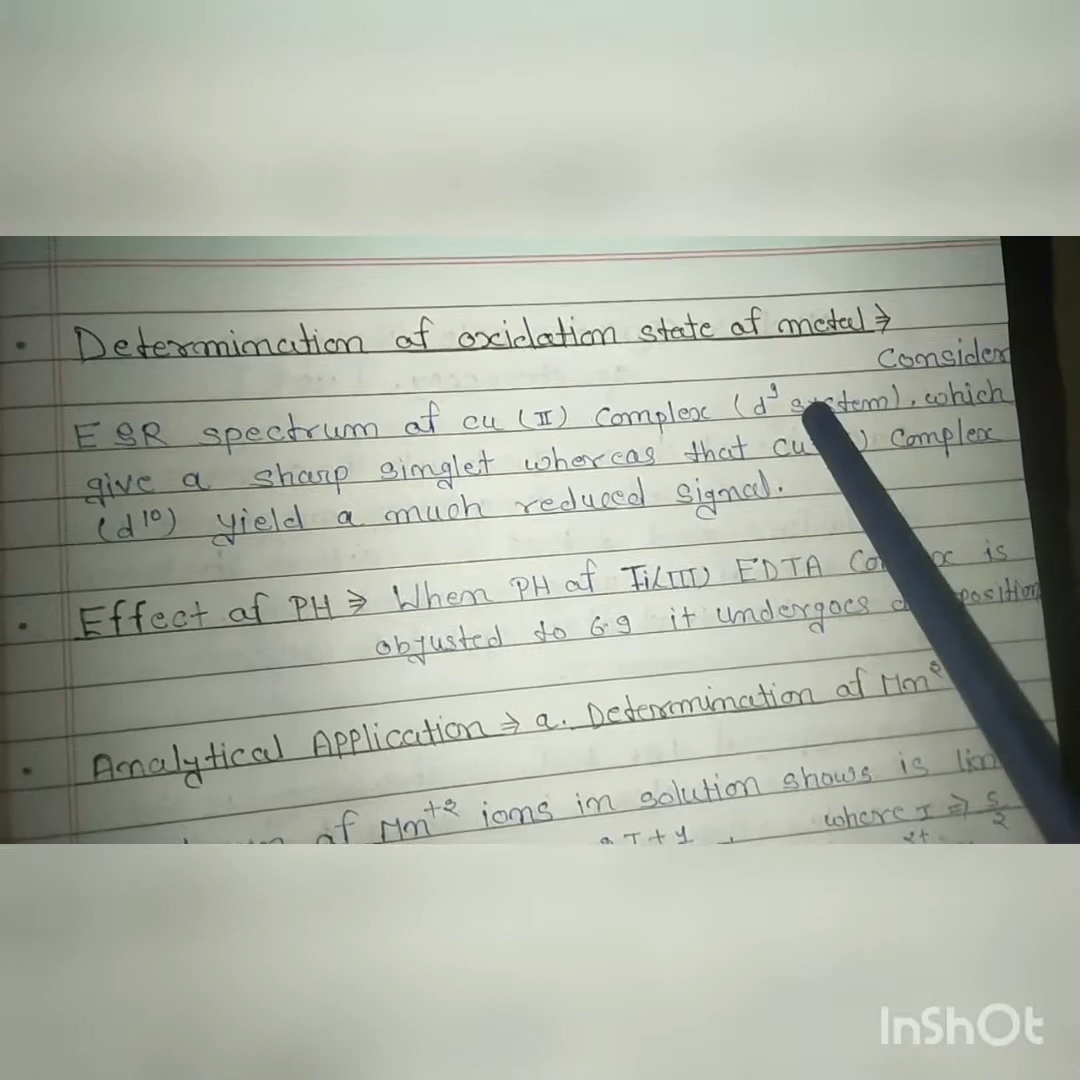 • Determination of oxidation state of metal ⇒
Consider
ESR spectrum of cu (II) Complex (d⁹ system), which
give a sharp singlet whereas that cu ) Complex
(d¹⁰) yield a much reduced signal.
• Effect of PH ⇒ When PH of Ti(III) EDTA is
objusted to 6.9 it undergoes
• Analytical Application ⇒ a. Determination of Mn²
of Mn⁺² ions in solution shows is
I + 1 where I ⇒ 5/2
InShOt